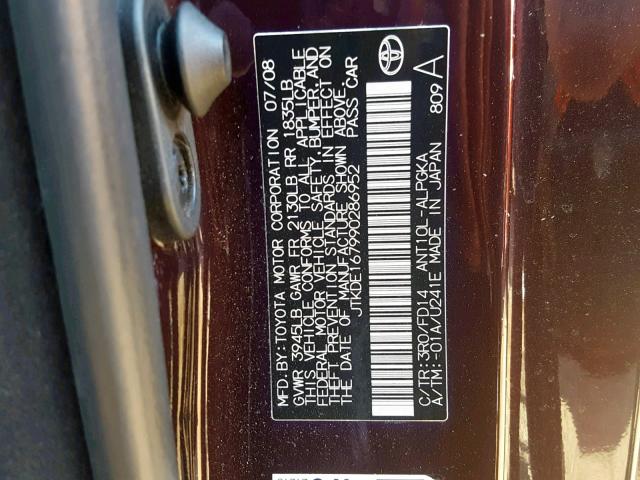 MFD.BY:TOYOTA MOTOR CORPORATION 07/08
GVWR 3945LB GAWR FR 2130LB RR 1835LB
THIS VEHICLE CONFORMS TO ALL APPLICABLE
FEDERAL MOTOR VEHICLE SAFETY, BUMPER, AND
THEFT PREVENTION STANDARDS IN EFFECT ON
THE DATE OF MANUFACTURE SHOWN ABOVE.
JTKDE167990286952 PASS CAR
C/TR:3R0/FD14 ANT10L-ALPGKA
A/TM:-01A/U241E MADE IN JAPAN 809 A